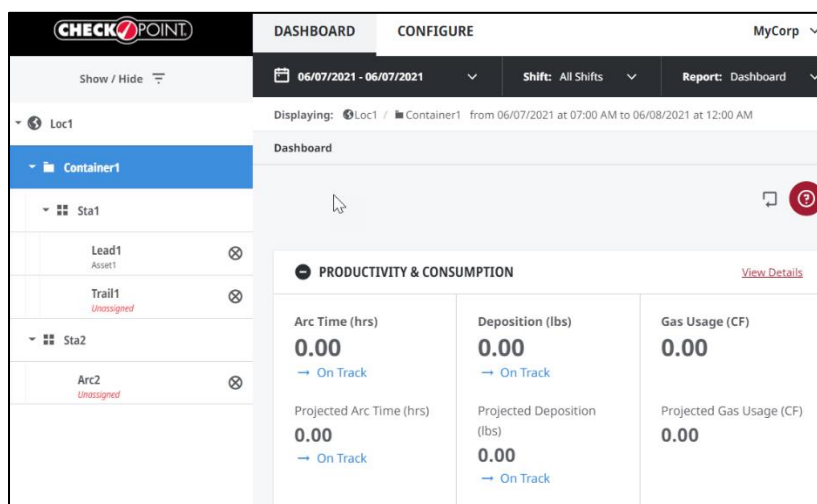 CHECKPOINT
DASHBOARD CONFIGURE MyCorp
Show / Hide
06/07/2021 - 06/07/2021 Shift: All Shifts Report: Dashboard
Displaying: Loc1 / Container1 from 06/07/2021 at 07:00 AM to 06/08/2021 at 12:00 AM
Dashboard
Loc1
Container1
Sta1
Lead1
Asset1
Trail1
Unassigned
Sta2
Arc2
Unassigned
?
PRODUCTIVITY & CONSUMPTION View Details
Arc Time (hrs)
0.00
→ On Track
Projected Arc Time (hrs)
0.00
→ On Track
Deposition (lbs)
0.00
→ On Track
Projected Deposition
(lbs)
0.00
→ On Track
Gas Usage (CF)
0.00
Projected Gas Usage (CF)
0.00